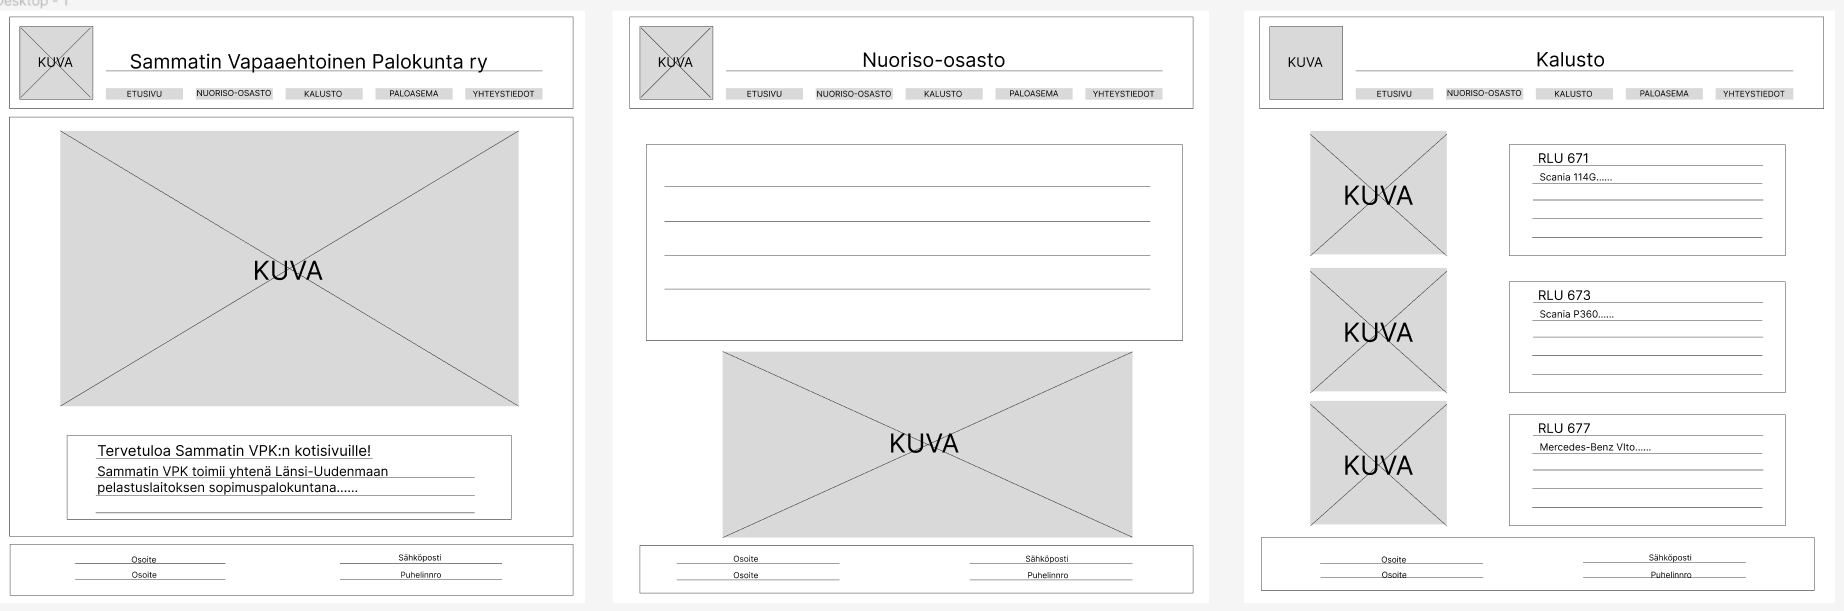 Desktop - 1
KUVA
Sammatin Vapaaehtoinen Palokunta ry
ETUSIVU
NUORISO-OSASTO
KALUSTO
PALOASEMA
YHTEYSTIEDOT
KUVA
Tervetuloa Sammatin VPK:n kotisivuille!
Sammatin VPK toimii yhtenä Länsi-Uudenmaan
pelastuslaitoksen sopimuspalokuntana......
Osoite
Sähköposti
Osoite
Puhelinnro
KUVA
Nuoriso-osasto
ETUSIVU
NUORISO-OSASTO
KALUSTO
PALOASEMA
YHTEYSTIEDOT
KUVA
Osoite
Sähköposti
Osoite
Puhelinnro
KUVA
Kalusto
ETUSIVU
NUORISO-OSASTO
KALUSTO
PALOASEMA
YHTEYSTIEDOT
KUVA
RLU 671
Scania 114G......
KUVA
RLU 673
Scania P360......
KUVA
RLU 677
Mercedes-Benz VIto......
Osoite
Sähköposti
Osoite
Puhelinnro